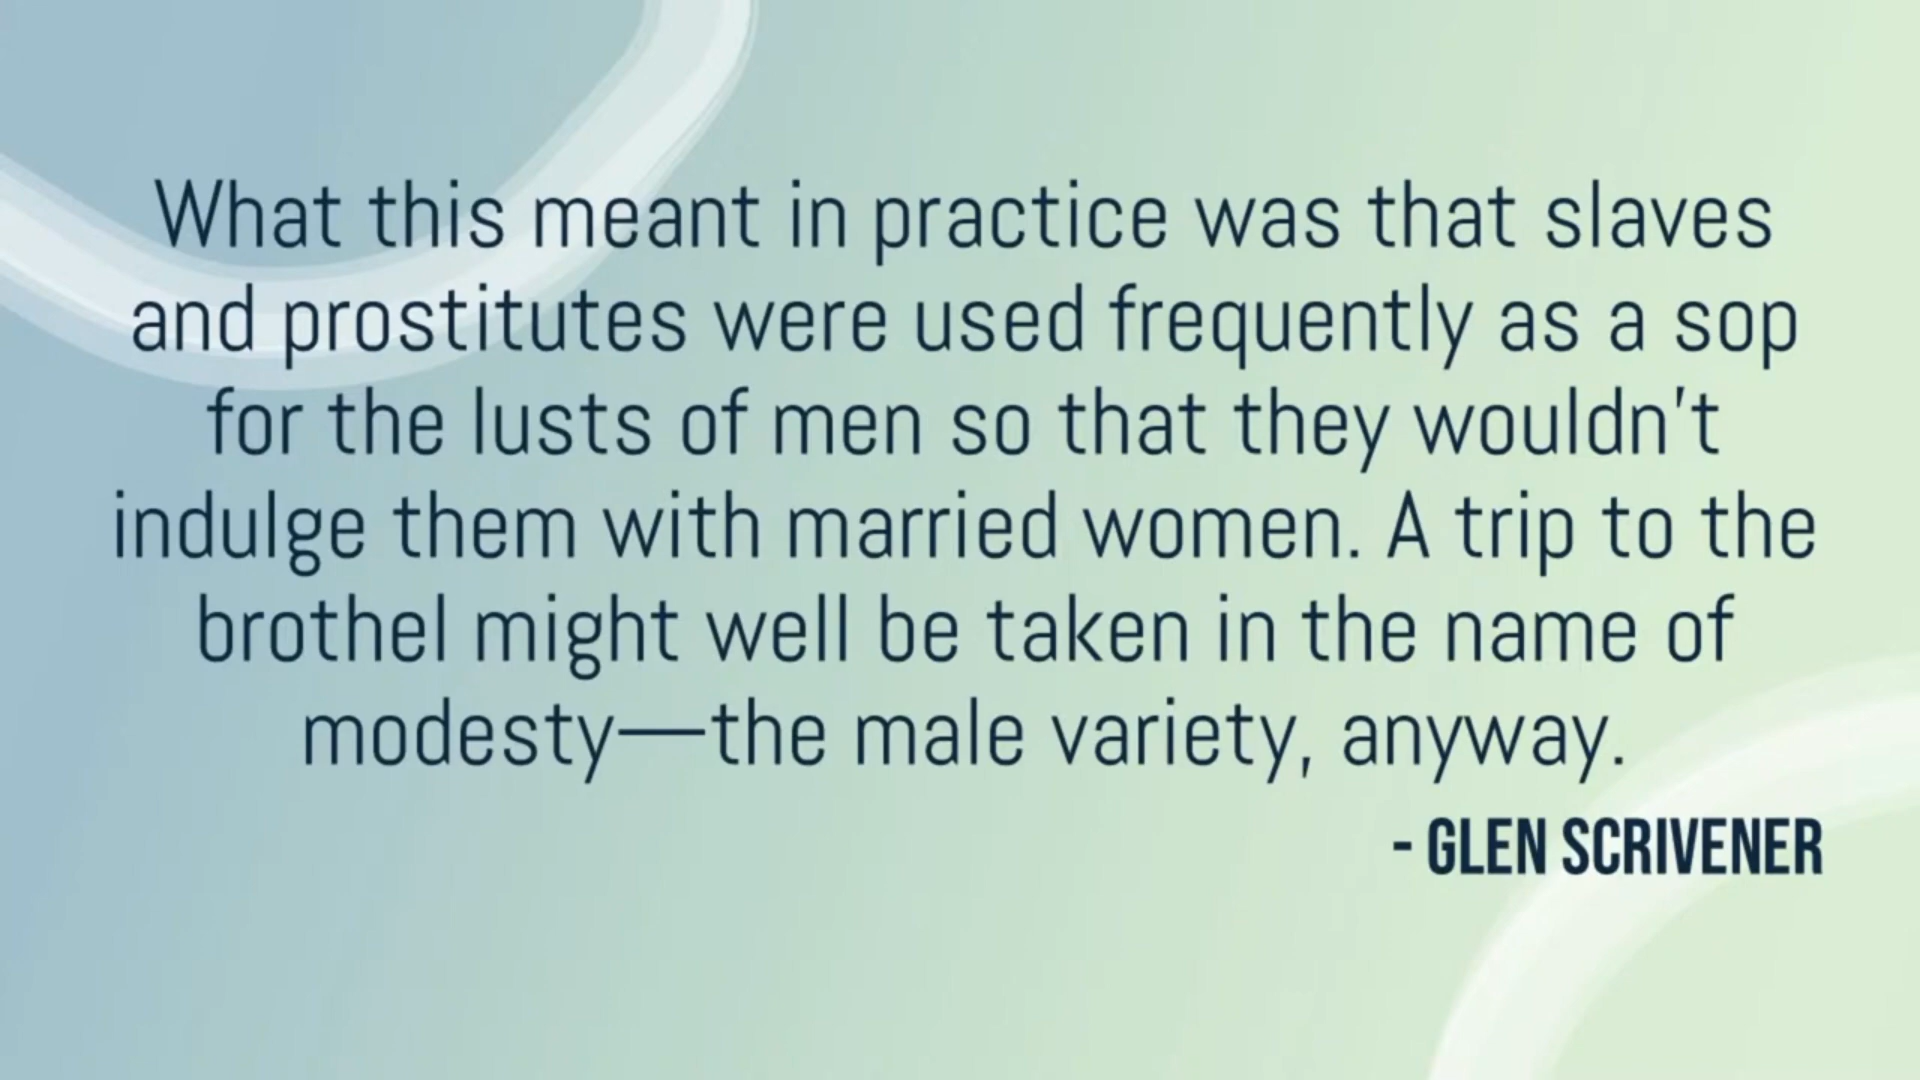 What this meant in practice was that slaves
and prostitutes were used frequently as a sop
for the lusts of men so that they wouldn't
indulge them with married women. A trip to the
brothel might well be taken in the name of
modesty—the male variety, anyway.
- GLEN SCRIVENER